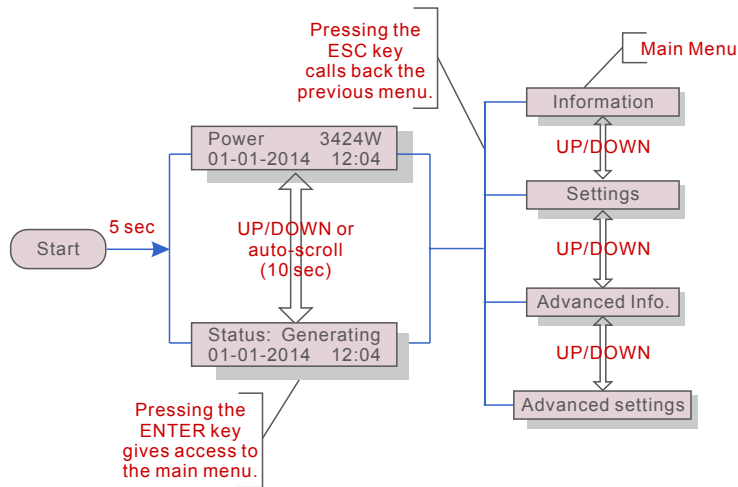 Pressing the
ESC key
calls back the
previous menu.
Main Menu
Information
Power 3424W
01-01-2014 12:04
UP/DOWN
Settings
5 sec
UP/DOWN or
auto-scroll
(10 sec)
Start
UP/DOWN
Advanced Info.
Status: Generating
01-01-2014 12:04
UP/DOWN
Advanced settings
Pressing the
ENTER key
gives access to
the main menu.